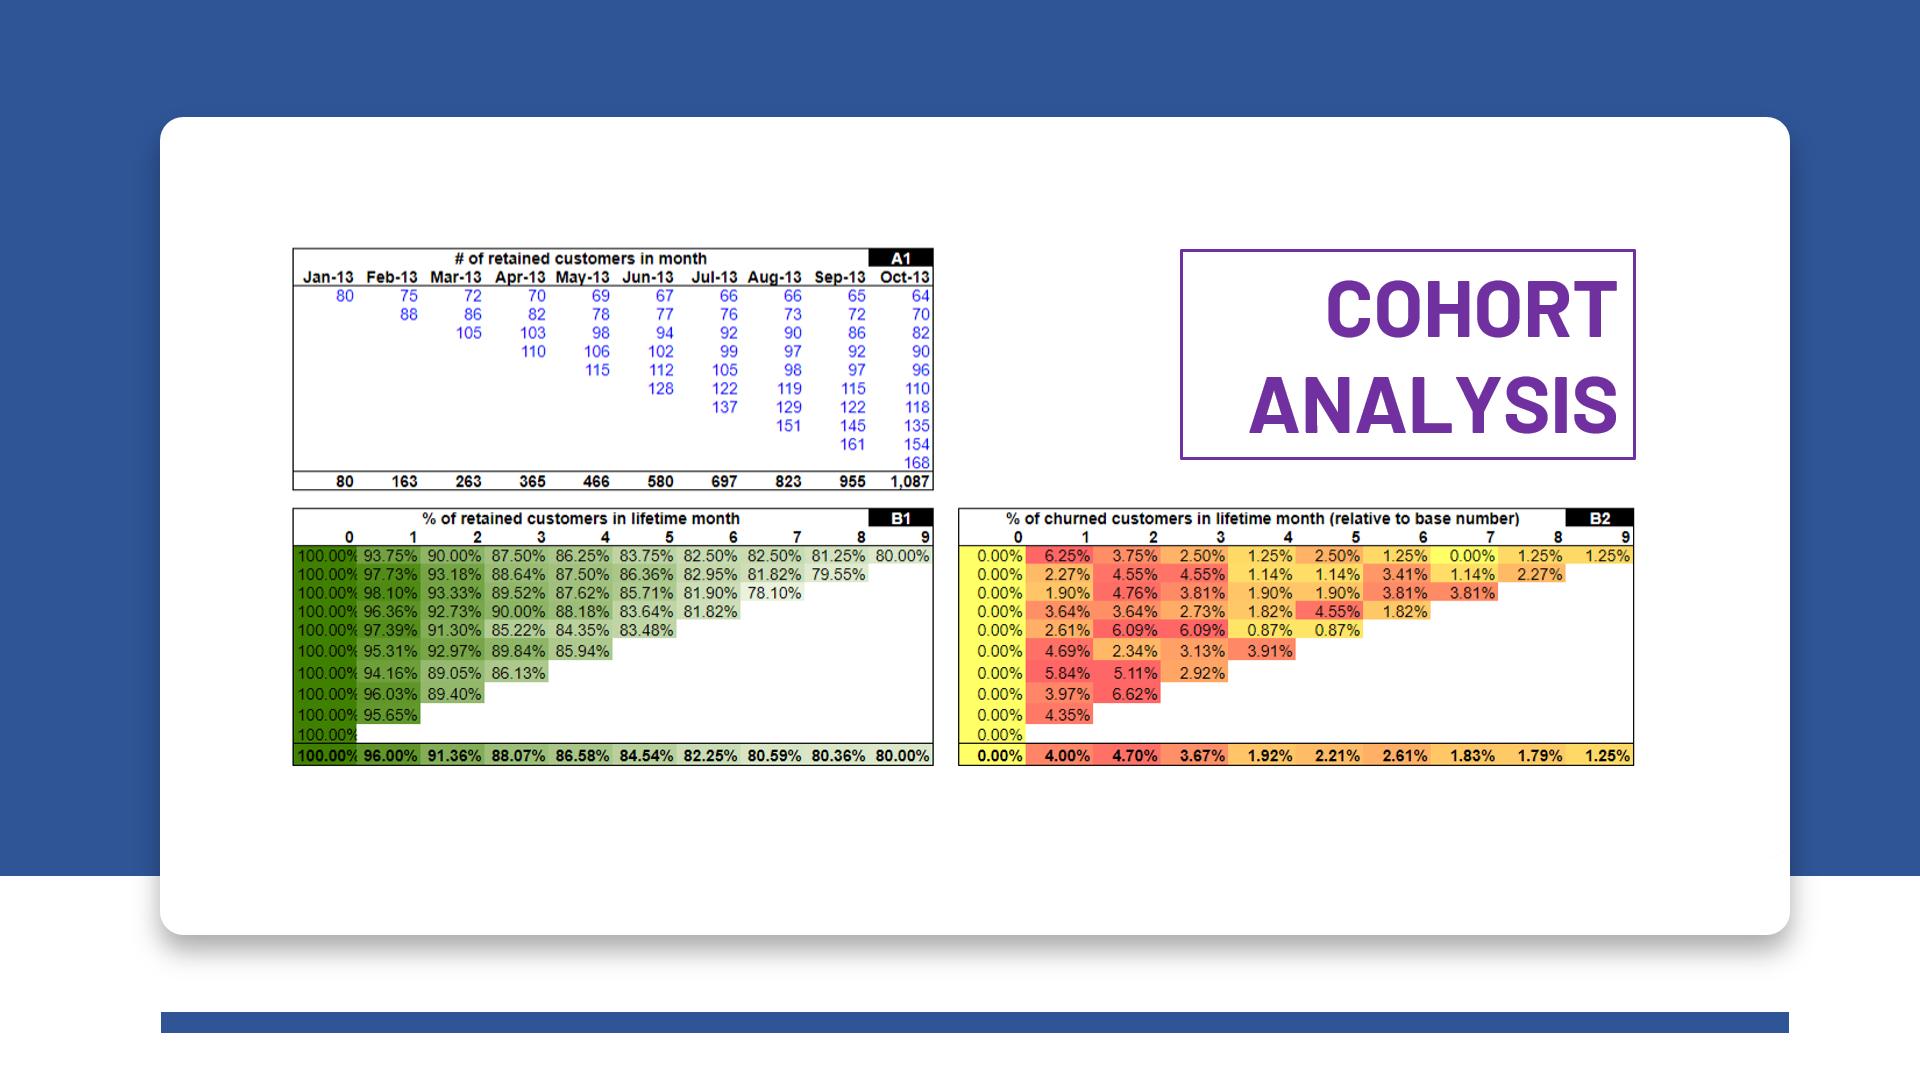 # of retained customers in month A1
Jan-13 Feb-13 Mar-13 Apr-13 May-13 Jun-13 Jul-13 Aug-13 Sep-13 Oct-13
80 75 72 70 69 67 66 66 65 64
88 86 82 78 77 76 73 72 70
105 103 98 94 92 90 86 82
110 106 102 99 97 92 90
115 112 105 98 97 96
128 122 119 115 110
137 129 122 118
151 145 135
161 154
168
80 163 263 365 466 580 697 823 955 1,087
COHORT
ANALYSIS
% of retained customers in lifetime month B1
0 1 2 3 4 5 6 7 8 9
100.00% 93.75% 90.00% 87.50% 86.25% 83.75% 82.50% 82.50% 81.25% 80.00%
100.00% 97.73% 93.18% 88.64% 87.50% 86.36% 82.95% 81.82% 79.55%
100.00% 98.10% 93.33% 89.52% 87.62% 85.71% 81.90% 78.10%
100.00% 96.36% 92.73% 90.00% 88.18% 83.64% 81.82%
100.00% 97.39% 91.30% 85.22% 84.35% 83.48%
100.00% 95.31% 92.97% 89.84% 85.94%
100.00% 94.16% 89.05% 86.13%
100.00% 96.03% 89.40%
100.00% 95.65%
100.00%
100.00% 96.00% 91.36% 88.07% 86.58% 84.54% 82.25% 80.59% 80.36% 80.00%
% of churned customers in lifetime month (relative to base number) B2
0 1 2 3 4 5 6 7 8 9
0.00% 6.25% 3.75% 2.50% 1.25% 2.50% 1.25% 0.00% 1.25% 1.25%
0.00% 2.27% 4.55% 4.55% 1.14% 1.14% 3.41% 1.14% 2.27%
0.00% 1.90% 4.76% 3.81% 1.90% 1.90% 3.81% 3.81%
0.00% 3.64% 3.64% 2.73% 1.82% 4.55% 1.82%
0.00% 2.61% 6.09% 6.09% 0.87% 0.87%
0.00% 4.69% 2.34% 3.13% 3.91%
0.00% 5.84% 5.11% 2.92%
0.00% 3.97% 6.62%
0.00% 4.35%
0.00%
0.00% 4.00% 4.70% 3.67% 1.92% 2.21% 2.61% 1.83% 1.79% 1.25%